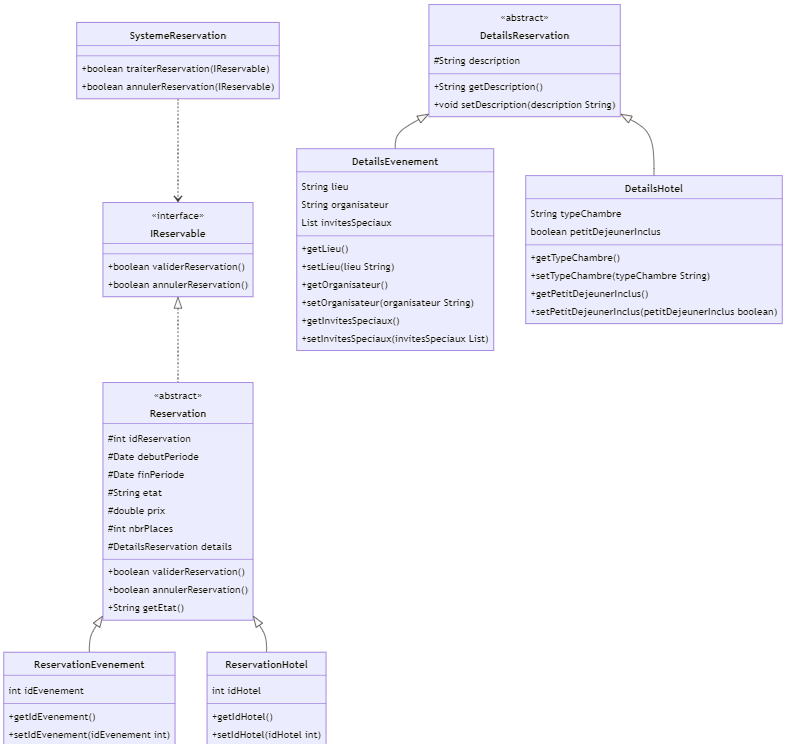 SystemeReservation
+boolean traiterReservation(IReservable)
+boolean annulerReservation(IReservable)
«abstract»
DetailsReservation
#String description
+String getDescription()
+void setDescription(description String)
DetailsEvenement
String lieu
String organisateur
List invitesSpeciaux
+getLieu()
+setLieu(lieu String)
+getOrganisateur()
+setOrganisateur(organisateur String)
+getInvitesSpeciaux()
+setInvitesSpeciaux(invitesSpeciaux List)
DetailsHotel
String typeChambre
boolean petitDejeunerInclus
+getTypeChambre()
+setTypeChambre(typeChambre String)
+getPetitDejeunerInclus()
+setPetitDejeunerInclus(petitDejeunerInclus boolean)
«interface»
IReservable
+boolean validerReservation()
+boolean annulerReservation()
«abstract»
Reservation
#int idReservation
#Date debutPeriode
#Date finPeriode
#String etat
#double prix
#int nbrPlaces
#DetailsReservation details
+boolean validerReservation()
+boolean annulerReservation()
+String getEtat()
ReservationEvenement
int idEvenement
+getIdEvenement()
+setIdEvenement(idEvenement int)
ReservationHotel
int idHotel
+getIdHotel()
+setIdHotel(idHotel int)